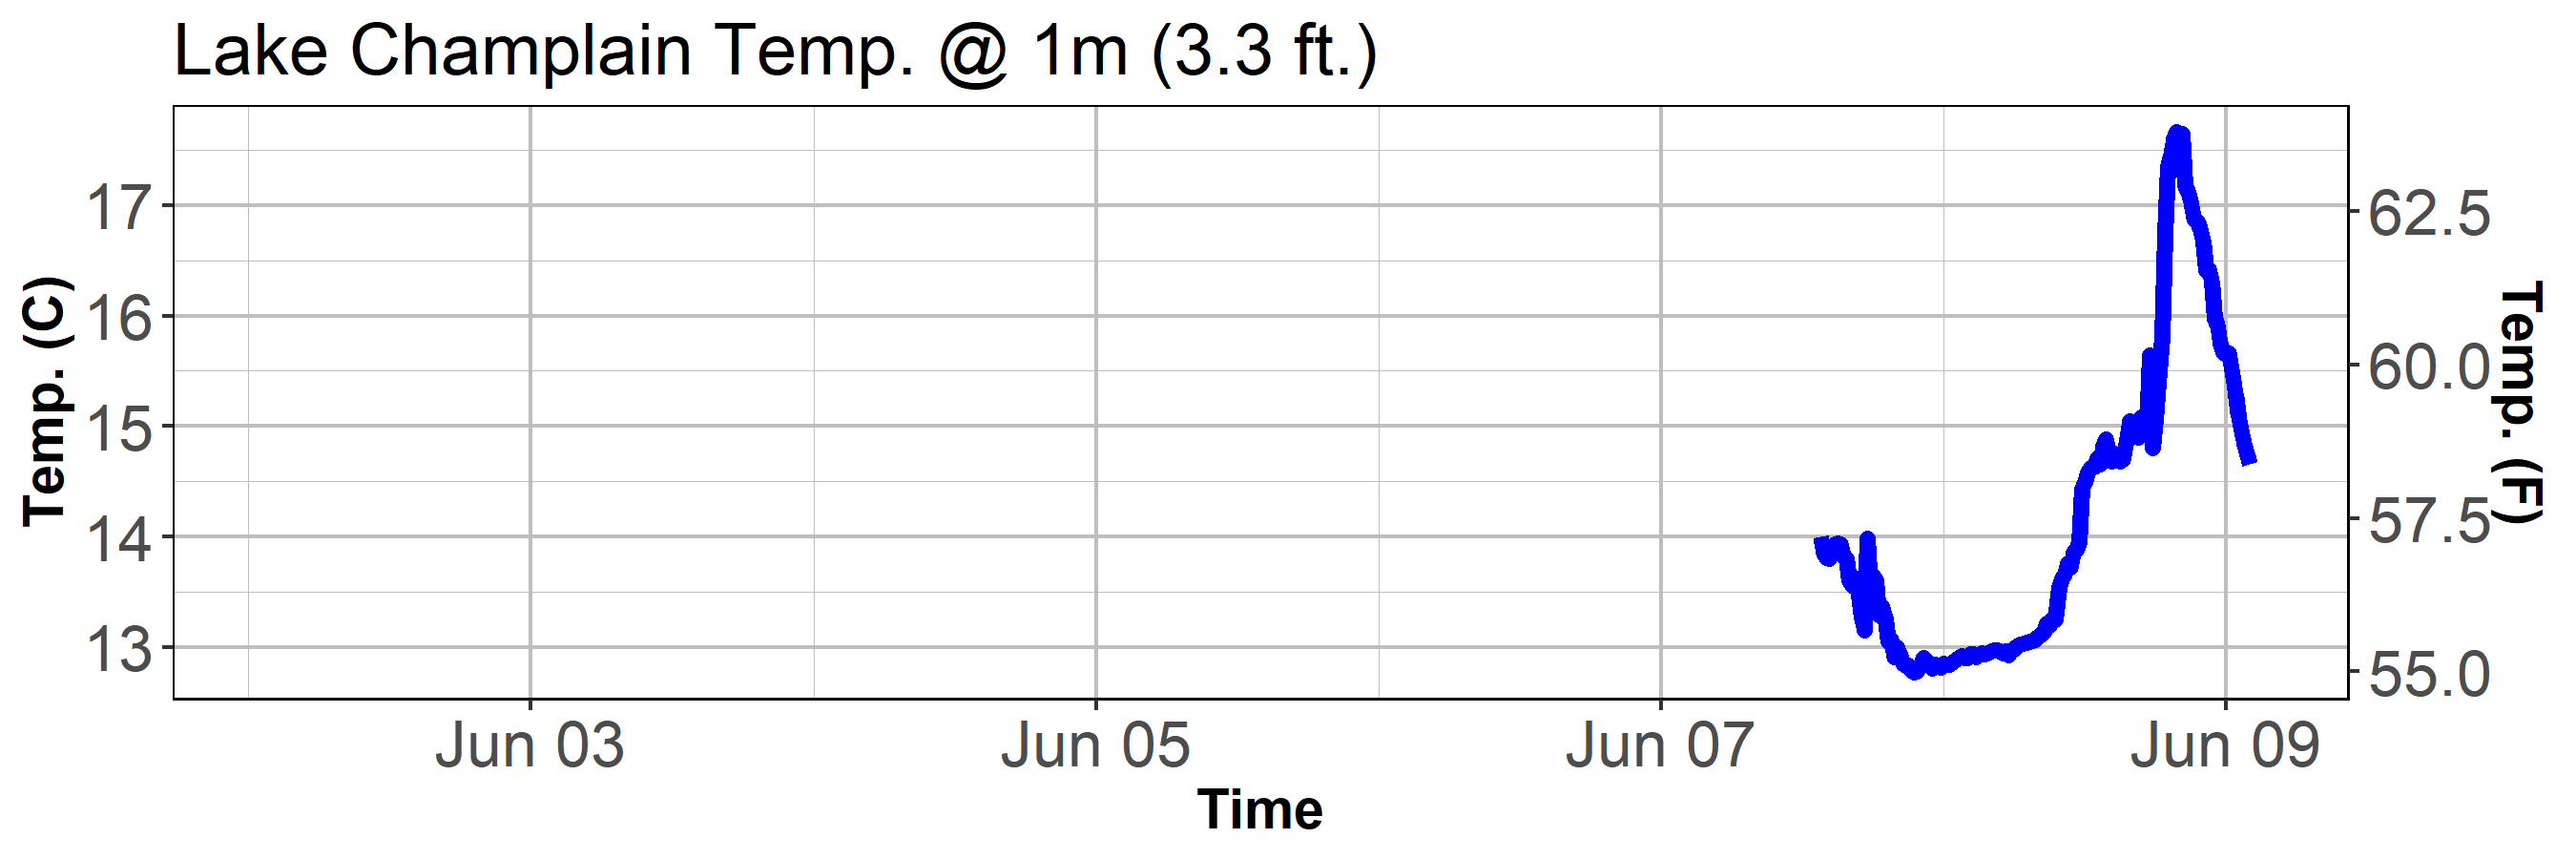 Lake Champlain Temp. @ 1m (3.3 ft.)
Temp. (C)
17
16
15
14
13
62.5
60.0
57.5
55.0
Temp. (F)
Jun 03 Jun 05 Jun 07 Jun 09
Time